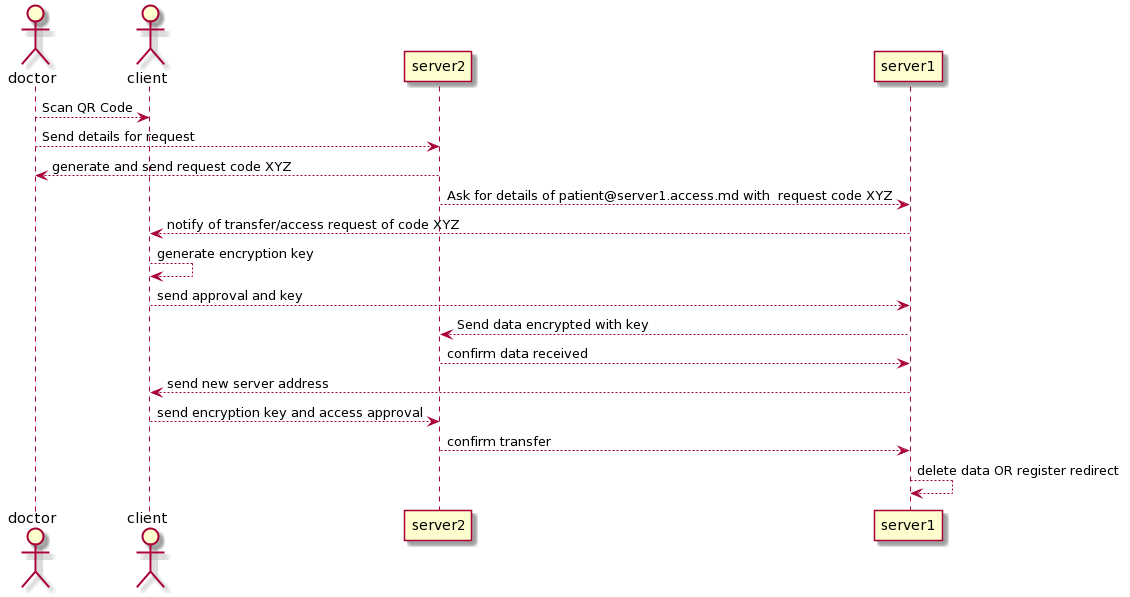 doctor
client
server2
server1
Scan QR Code
Send details for request
generate and send request code XYZ
Ask for details of patient@server1.access.md with  request code XYZ
notify of transfer/access request of code XYZ
generate encryption key
send approval and key
Send data encrypted with key
confirm data received
send new server address
send encryption key and access approval
confirm transfer
delete data OR register redirect
doctor
client
server2
server1